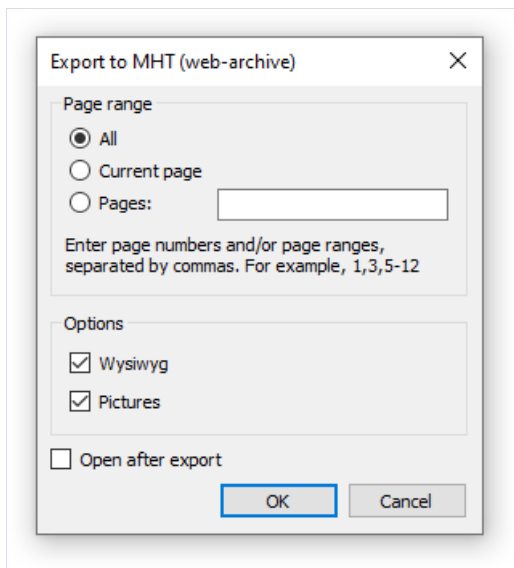 Export to MHT (web-archive)
Page range
All
Current page
Pages:
Enter page numbers and/or page ranges,
separated by commas. For example, 1,3,5-12
Options
Wysiwyg
Pictures
Open after export
OK Cancel